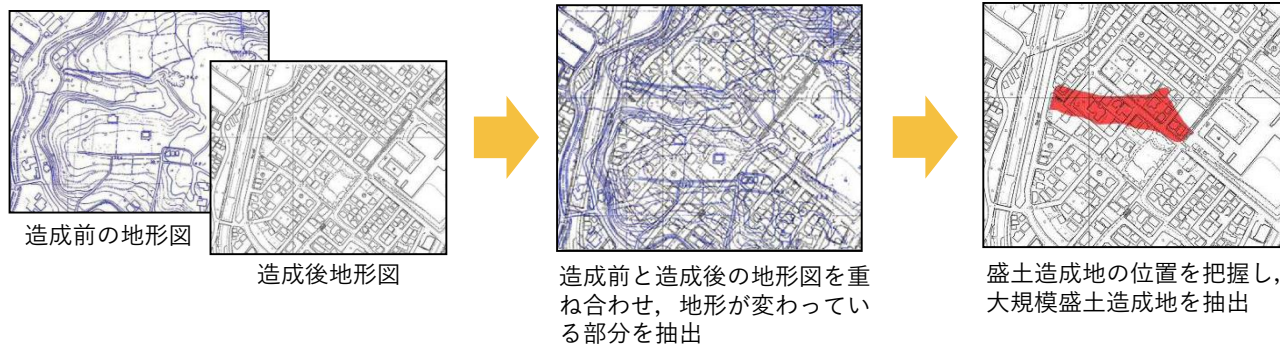 造成前の地形図
造成後地形図
造成前と造成後の地形図を重
ね合わせ，地形が変わってい
る部分を抽出
盛土造成地の位置を把握し，
大規模盛土造成地を抽出